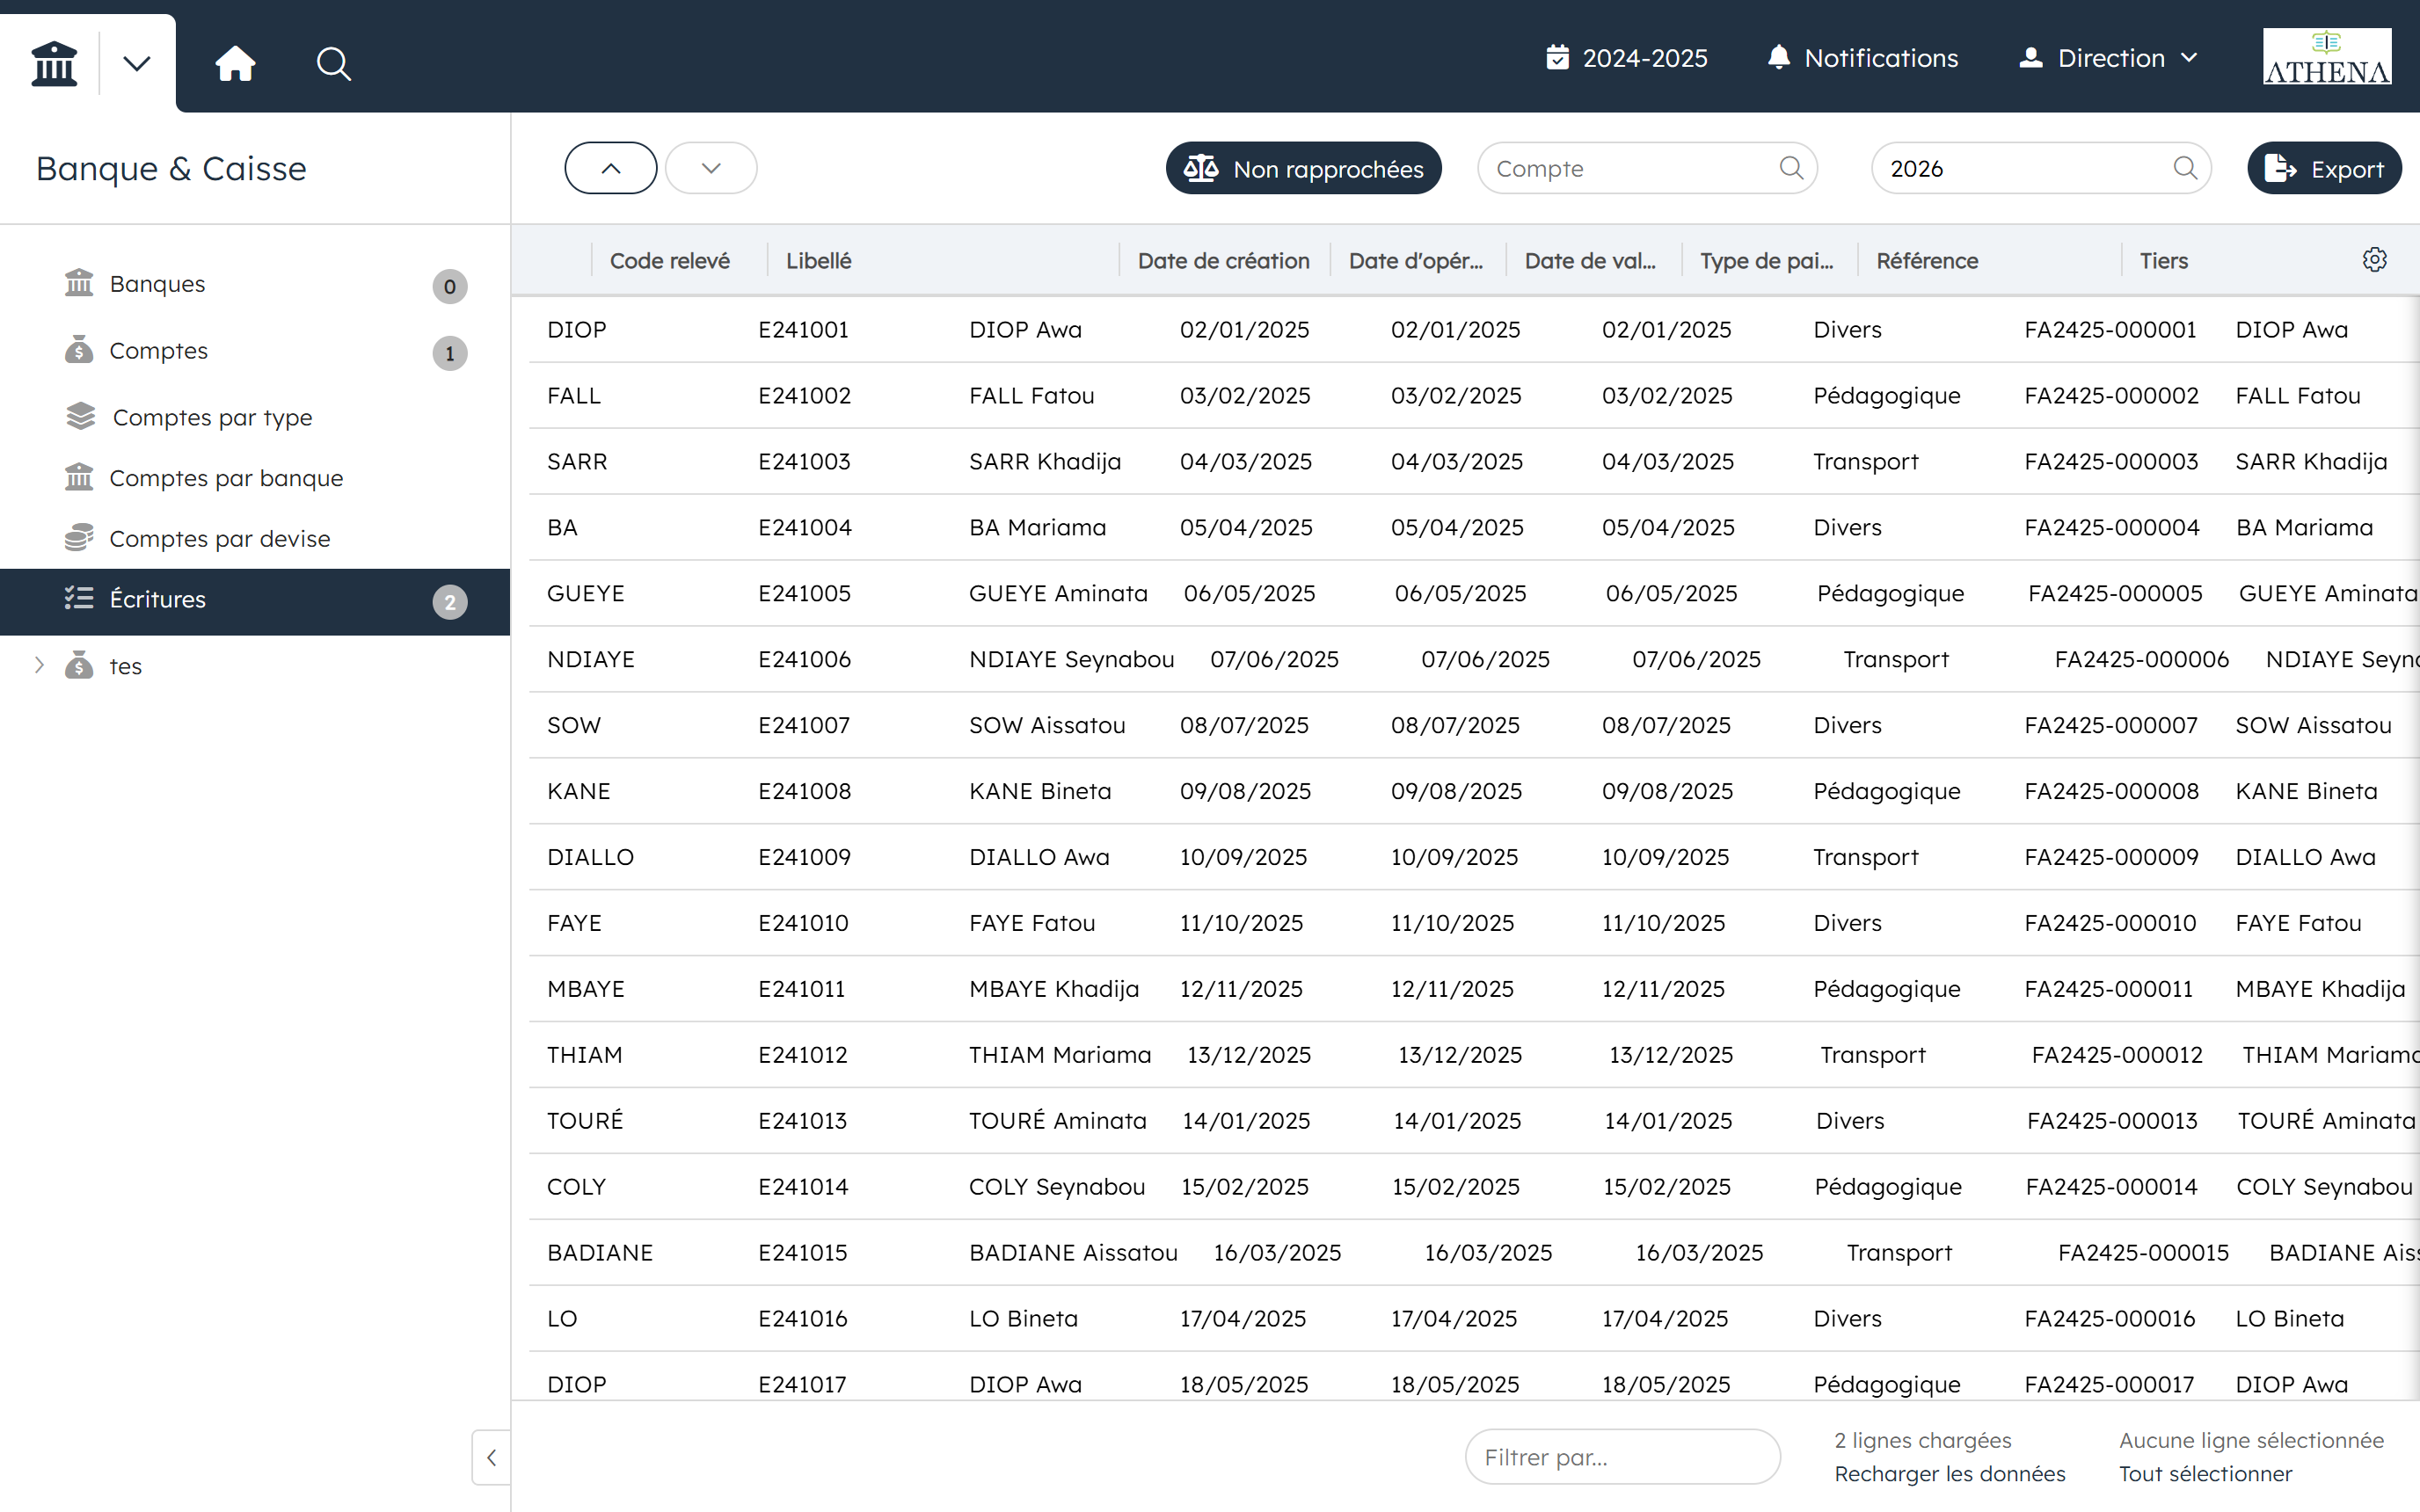 2024-2025 Notifications Direction ATHENA
Banque & Caisse Non rapprochées Compte 2026 Export
Banques 0
Comptes 1
Comptes par type
Comptes par banque
Comptes par devise
Écritures 2
tes
Code relevé Libellé Date de création Date d'opér... Date de val... Type de pai... Référence Tiers
DIOP E241001 DIOP Awa 02/01/2025 02/01/2025 02/01/2025 Divers FA2425-000001 DIOP Awa
FALL E241002 FALL Fatou 03/02/2025 03/02/2025 03/02/2025 Pédagogique FA2425-000002 FALL Fatou
SARR E241003 SARR Khadija 04/03/2025 04/03/2025 04/03/2025 Transport FA2425-000003 SARR Khadija
BA E241004 BA Mariama 05/04/2025 05/04/2025 05/04/2025 Divers FA2425-000004 BA Mariama
GUEYE E241005 GUEYE Aminata 06/05/2025 06/05/2025 06/05/2025 Pédagogique FA2425-000005 GUEYE Aminata
NDIAYE E241006 NDIAYE Seynabou 07/06/2025 07/06/2025 07/06/2025 Transport FA2425-000006 NDIAYE
SOW E241007 SOW Aissatou 08/07/2025 08/07/2025 08/07/2025 Divers FA2425-000007 SOW Aissatou
KANE E241008 KANE Bineta 09/08/2025 09/08/2025 09/08/2025 Pédagogique FA2425-000008 KANE Bineta
DIALLO E241009 DIALLO Awa 10/09/2025 10/09/2025 10/09/2025 Transport FA2425-000009 DIALLO Awa
FAYE E241010 FAYE Fatou 11/10/2025 11/10/2025 11/10/2025 Divers FA2425-000010 FAYE Fatou
MBAYE E241011 MBAYE Khadija 12/11/2025 12/11/2025 12/11/2025 Pédagogique FA2425-000011 MBAYE Khadija
THIAM E241012 THIAM Mariama 13/12/2025 13/12/2025 13/12/2025 Transport FA2425-000012 THIAM Mariama
TOURÉ E241013 TOURÉ Aminata 14/01/2025 14/01/2025 14/01/2025 Divers FA2425-000013 TOURÉ Aminata
COLY E241014 COLY Seynabou 15/02/2025 15/02/2025 15/02/2025 Pédagogique FA2425-000014 COLY Seynabou
BADIANE E241015 BADIANE Aissatou 16/03/2025 16/03/2025 16/03/2025 Transport FA2425-000015 BADIANE
LO E241016 LO Bineta 17/04/2025 17/04/2025 17/04/2025 Divers FA2425-000016 LO Bineta
DIOP E241017 DIOP Awa 18/05/2025 18/05/2025 18/05/2025 Pédagogique FA2425-000017 DIOP Awa
Filtrer par... 2 lignes chargées Aucune ligne sélectionnée
Recharger les données Tout sélectionner